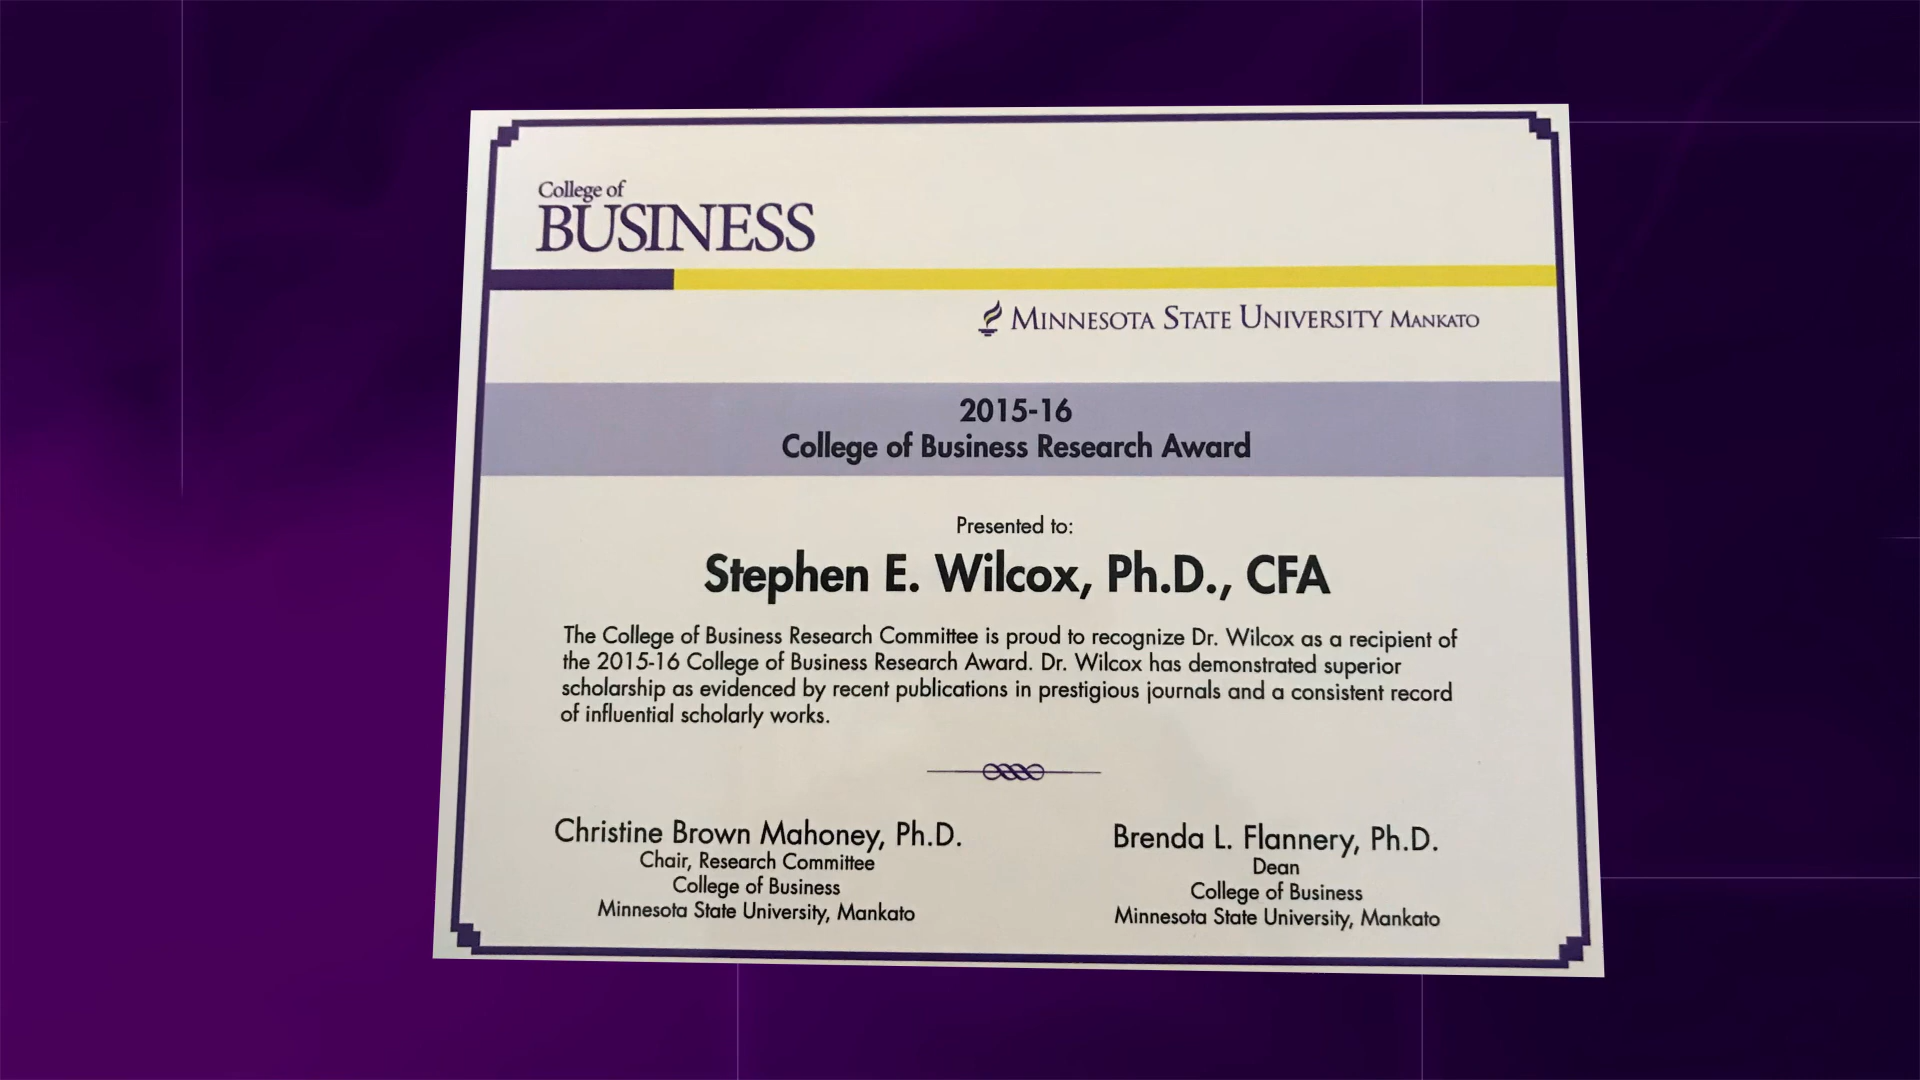 College of
BUSINESS
MINNESOTA STATE UNIVERSITY MANKATO
2015-16
College of Business Research Award
Presented to:
Stephen E. Wilcox, Ph.D., CFA
The College of Business Research Committee is proud to recognize Dr. Wilcox as a recipient of
the 2015-16 College of Business Research Award. Dr. Wilcox has demonstrated superior
scholarship as evidenced by recent publications in prestigious journals and a consistent record
of influential scholarly works.
Christine Brown Mahoney, Ph.D.
Chair, Research Committee
College of Business
Minnesota State University, Mankato
Brenda L. Flannery, Ph.D.
Dean
College of Business
Minnesota State University, Mankato